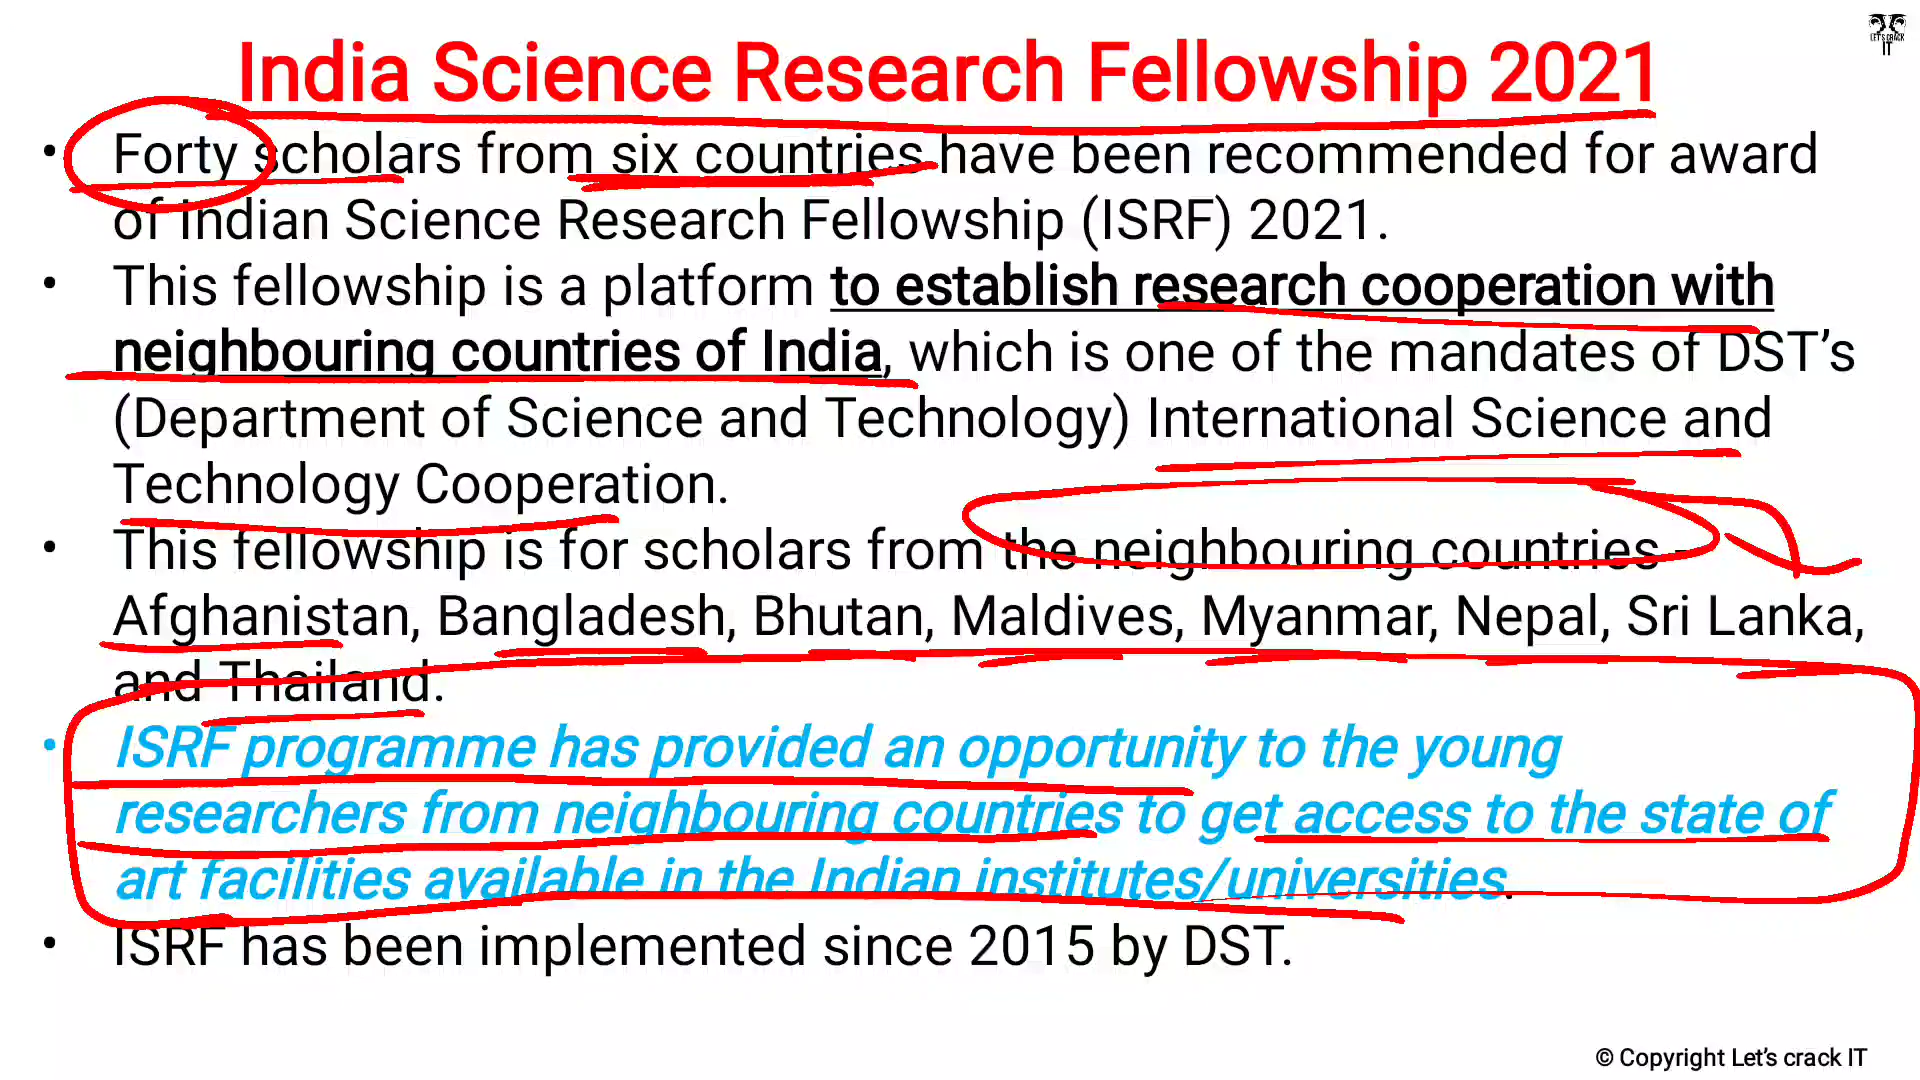 LET'S CRACK
IT
India Science Research Fellowship 2021
• Forty scholars from six countries have been recommended for award
of Indian Science Research Fellowship (ISRF) 2021.
• This fellowship is a platform to establish research cooperation with
neighbouring countries of India, which is one of the mandates of DST’s
(Department of Science and Technology) International Science and
Technology Cooperation.
• This fellowship is for scholars from the neighbouring countries -
Afghanistan, Bangladesh, Bhutan, Maldives, Myanmar, Nepal, Sri Lanka,
and Thailand.
• ISRF programme has provided an opportunity to the young
researchers from neighbouring countries to get access to the state of
art facilities available in the Indian institutes/universities.
• ISRF has been implemented since 2015 by DST.
© Copyright Let’s crack IT